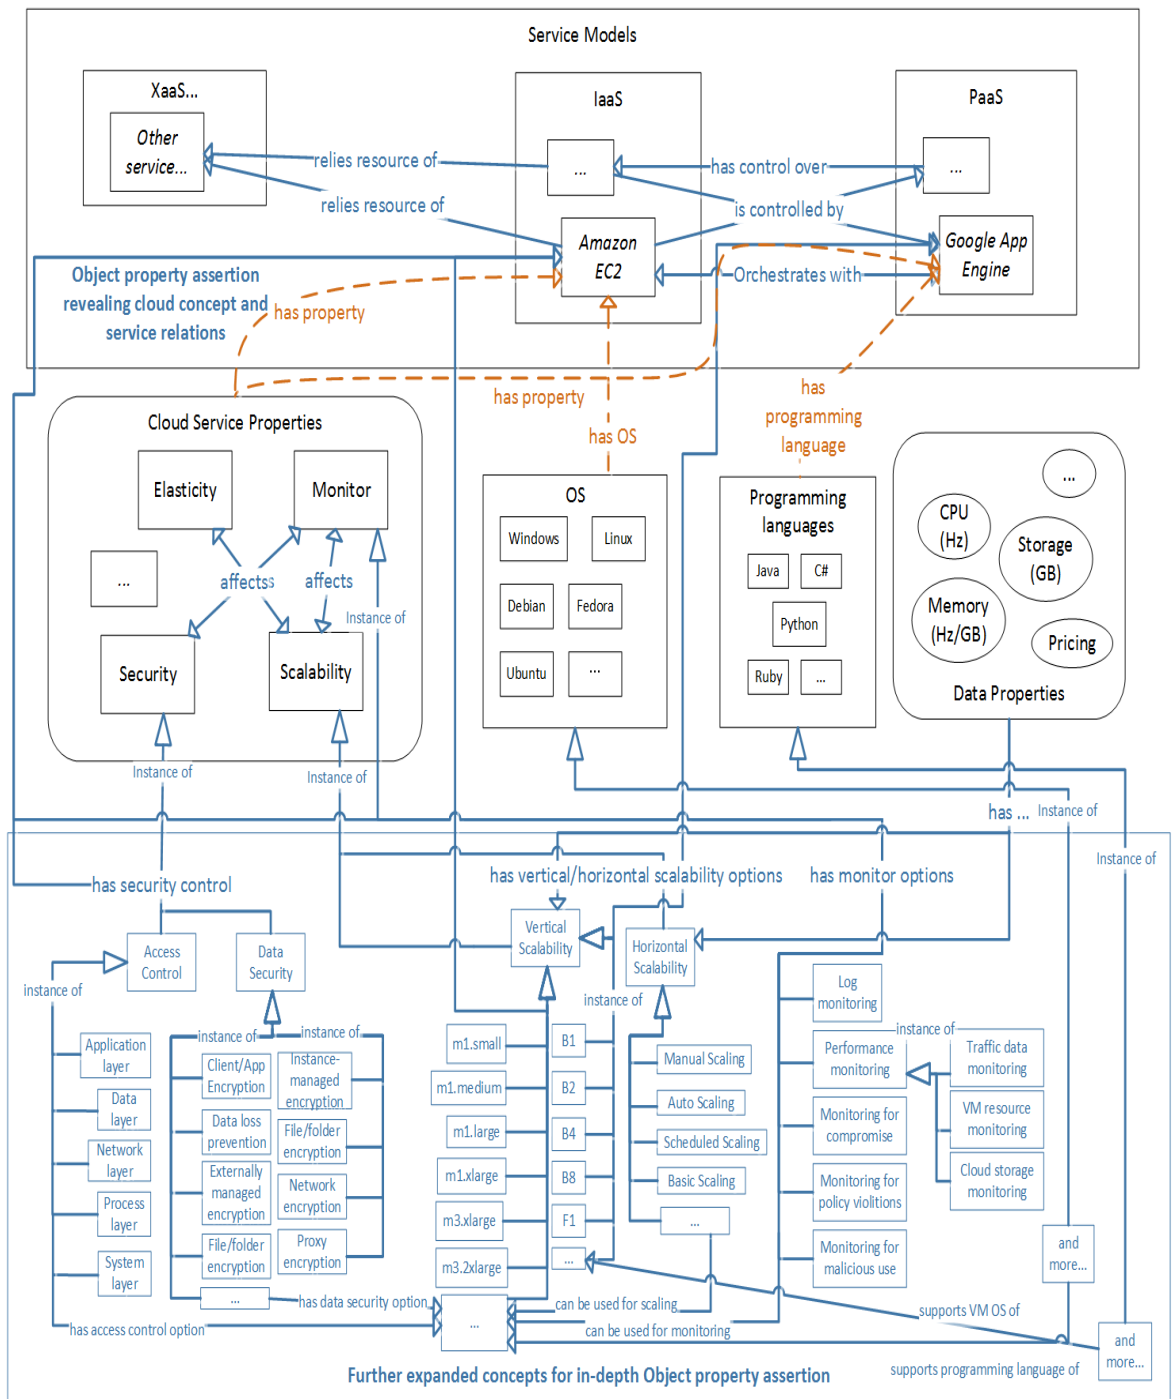 Service Models
XaaS...
IaaS
PaaS
Other
service...
...
...
relies resource of
has control over
relies resource of
is controlled by
Amazon
EC2
Google App
Engine
Orchestrates with
Object property assertion
revealing cloud concept and
service relations
has property
has property
has OS
has
programming
language
Cloud Service Properties
Elasticity
Monitor
...
affects
affects
Instance of
Security
Scalability
OS
Windows
Linux
Debian
Fedora
Ubuntu
...
Programming
languages
Java
C#
Python
Ruby
...
...
CPU
(Hz)
Storage
(GB)
Memory
(Hz/GB)
Pricing
Data Properties
Instance of
Instance of
has ...
Instance of
Instance of
has security control
has vertical/horizontal scalability options
has monitor options
Access
Control
Data
Security
Vertical
Scalability
Horizontal
Scalability
instance of
instance of
instance of
instance of
instance of
Application
layer
Data
layer
Network
layer
Process
layer
System
layer
Client/App
Encryption
Data loss
prevention
Externally
managed
encryption
File/folder
encryption
...
Instance-
managed
encryption
File/folder
encryption
Network
encryption
Proxy
encryption
m1.small
m1.medium
m1.large
m1.xlarge
m3.xlarge
m3.2xlarge
...
B1
B2
B4
B8
F1
...
Manual Scaling
Auto Scaling
Scheduled Scaling
Basic Scaling
...
Log
monitoring
Performance
monitoring
Monitoring for
compromise
Monitoring for
policy violitions
Monitoring for
malicious use
Traffic data
monitoring
VM resource
monitoring
Cloud storage
monitoring
and
more...
and
more...
has data security option
has access control option
can be used for scaling
can be used for monitoring
supports VM OS of
supports programming language of
Further expanded concepts for in-depth Object property assertion